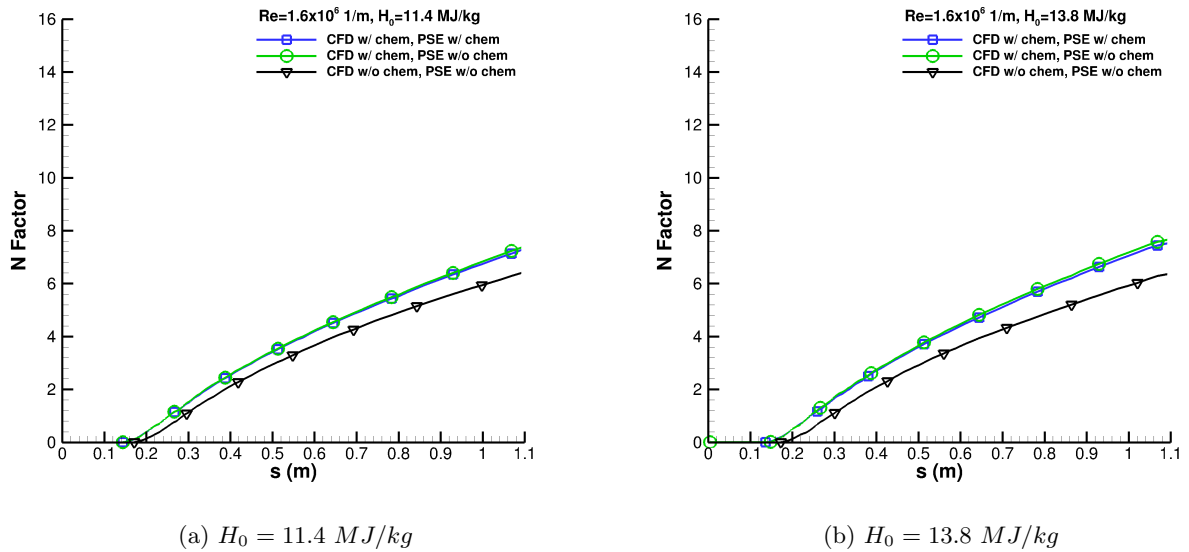 Re=1.6x10⁶ 1/m, H₀=11.4 MJ/kg
CFD w/ chem, PSE w/ chem
CFD w/ chem, PSE w/o chem
CFD w/o chem, PSE w/o chem
N Factor
16
14
12
10
8
6
4
2
0
0 0.1 0.2 0.3 0.4 0.5 0.6 0.7 0.8 0.9 1 1.1
s (m)
(a) H₀ = 11.4 MJ/kg
Re=1.6x10⁶ 1/m, H₀=13.8 MJ/kg
CFD w/ chem, PSE w/ chem
CFD w/ chem, PSE w/o chem
CFD w/o chem, PSE w/o chem
N Factor
16
14
12
10
8
6
4
2
0
0 0.1 0.2 0.3 0.4 0.5 0.6 0.7 0.8 0.9 1 1.1
s (m)
(b) H₀ = 13.8 MJ/kg